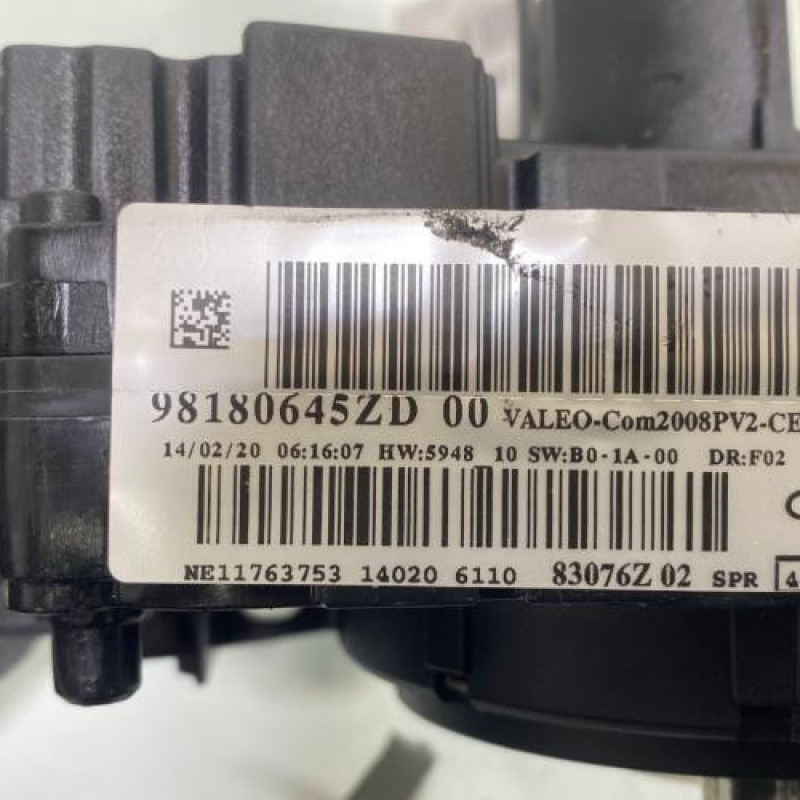 98180645ZD 00 VALEO-Com2008PV2-CE
14/02/20 06:16:07 HW:5948 10 SW:B0-1A-00 DR:F02
NE11763753 14020 6110 83076Z 02 SPR 4